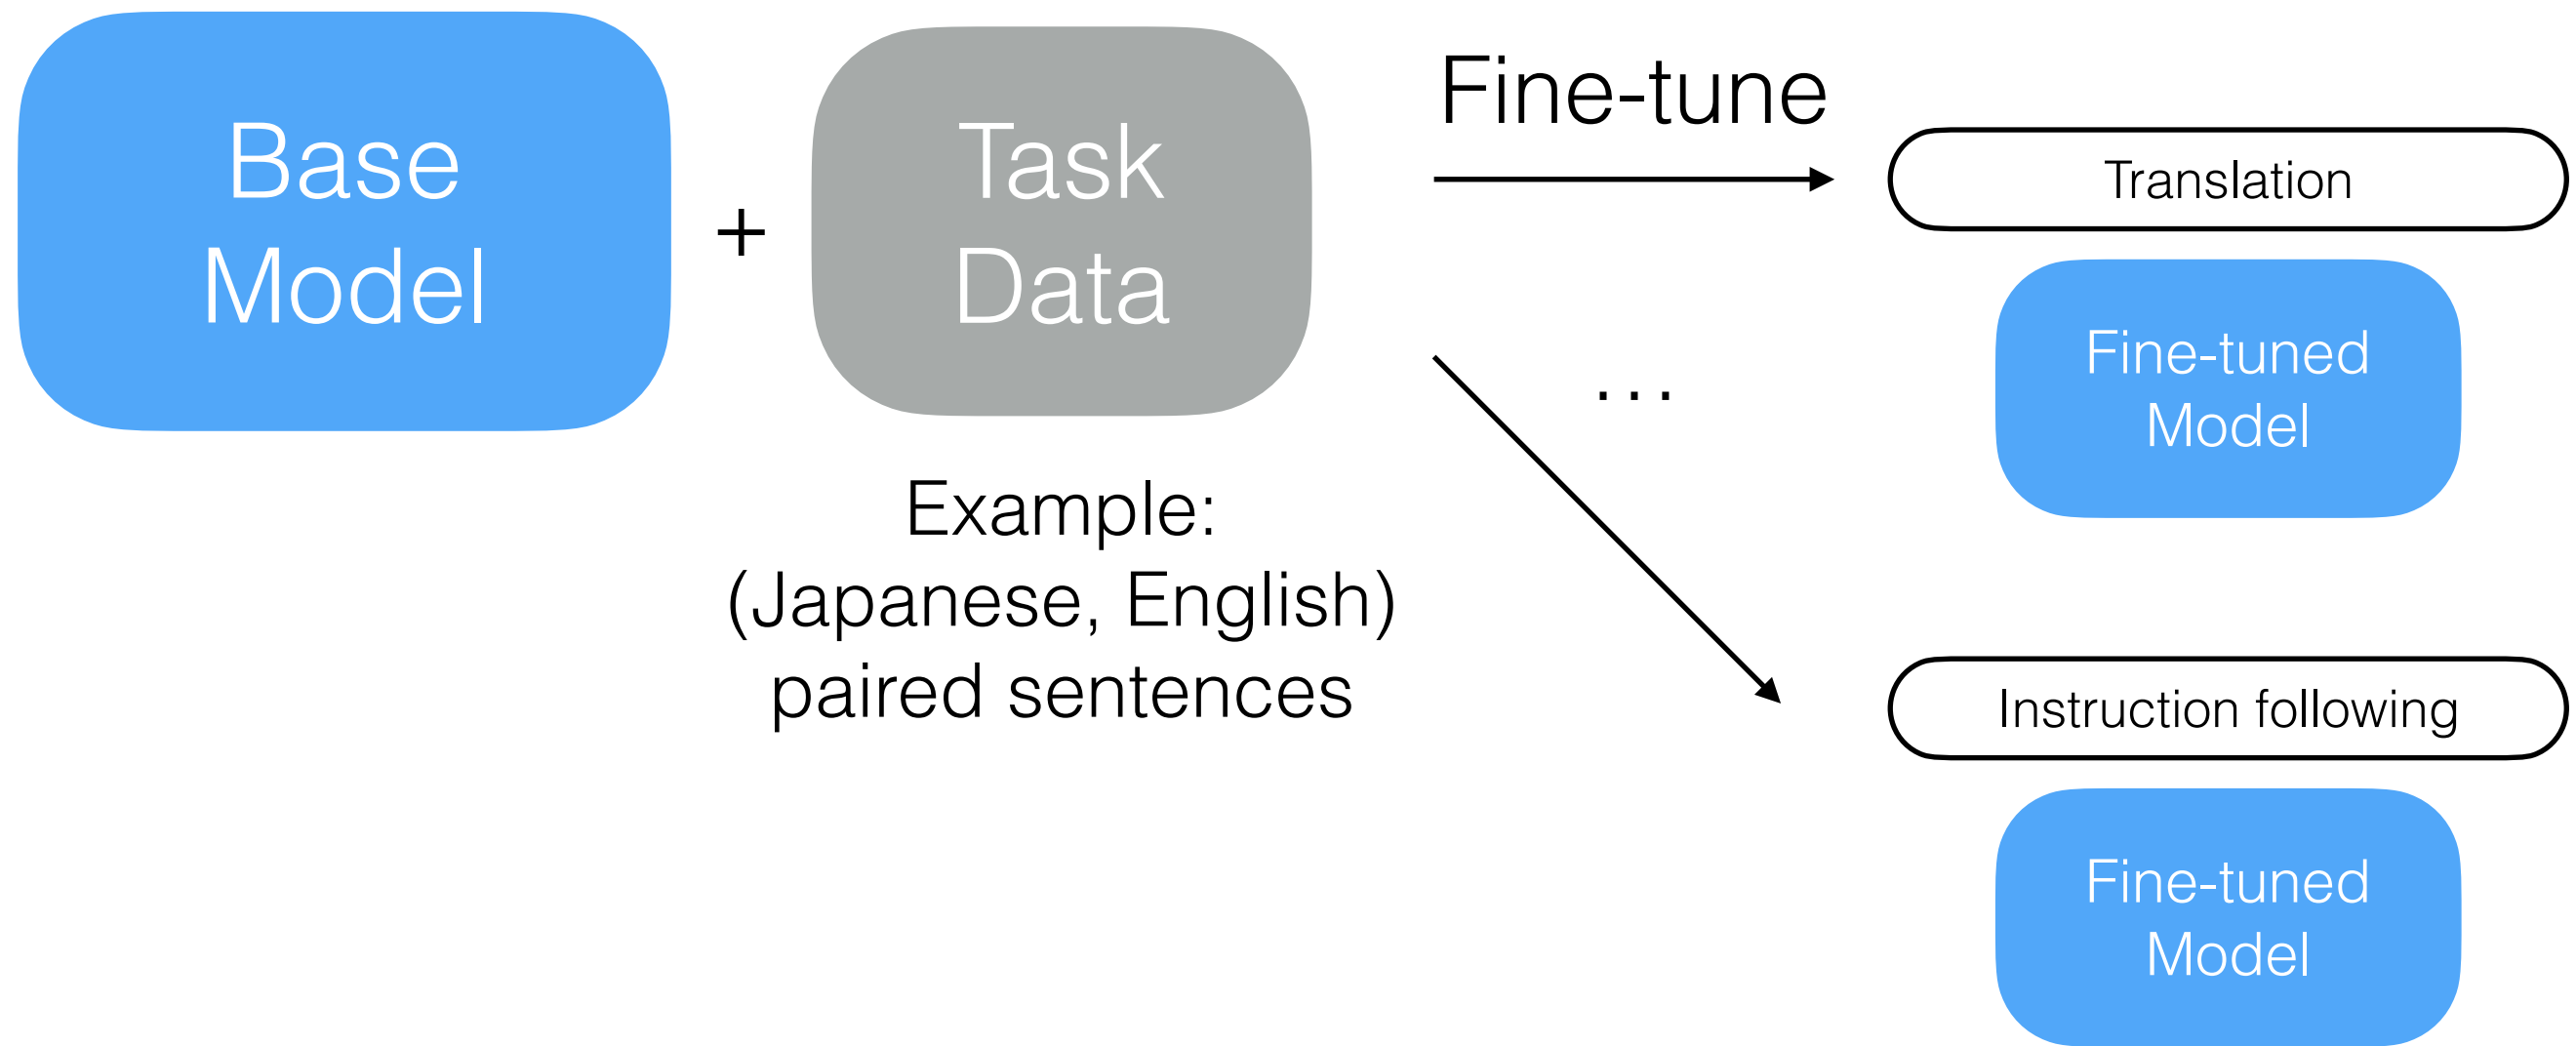 Base
Model
+
Task
Data
Example:
(Japanese, English)
paired sentences
Fine-tune
...
Translation
Fine-tuned
Model
Instruction following
Fine-tuned
Model